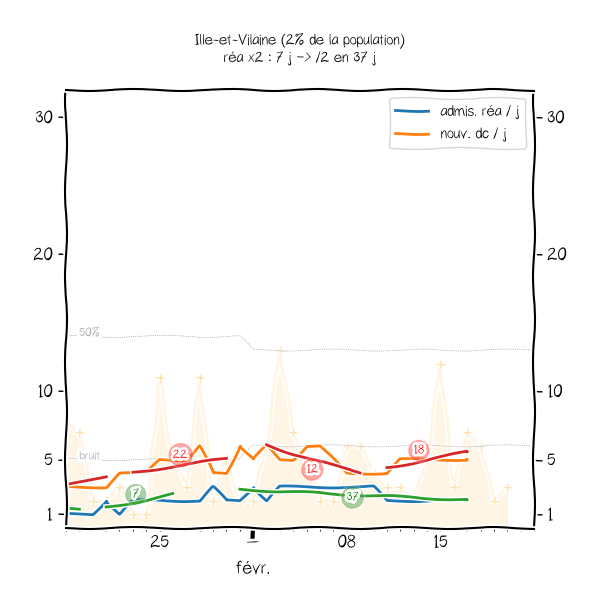 Ille-et-Vilaine (2% de la population)
réa x2 : 7 j -> /2 en 37 j
admis. réa / j
nouv. dc / j
30 30
20 20
50%
10 10
22
18
5 bruit 5
12
7
37
1 1
25 1 08 15
févr.